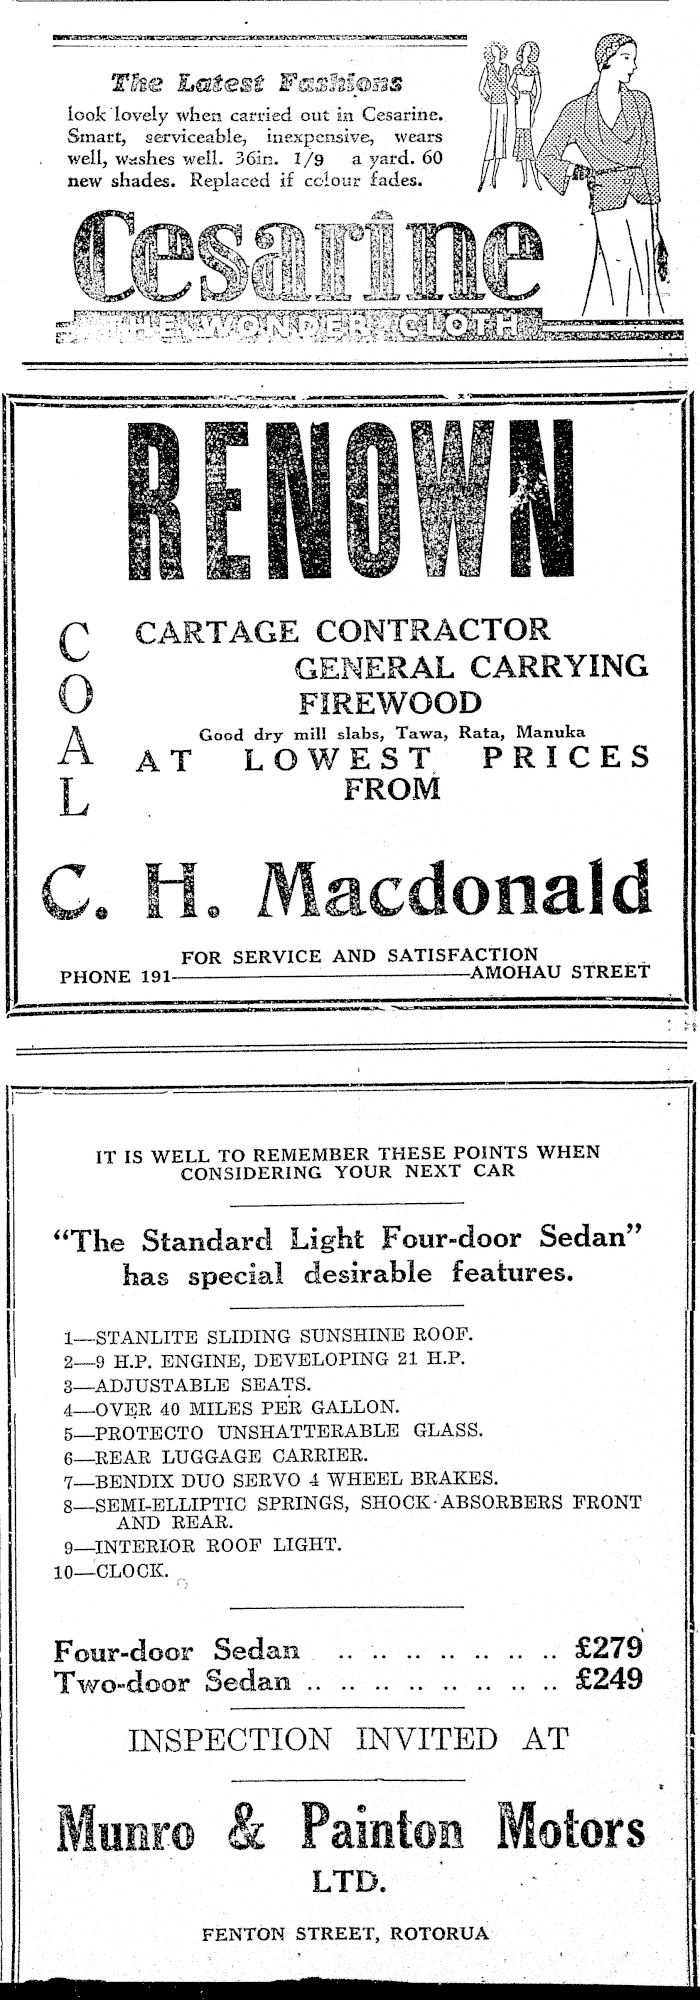 The Latest Fashions
look lovely when carried out in Cesarine.
Smart, serviceable, inexpensive, wears
well, washes well. 36in. 1/9 a yard. 60
new shades. Replaced if colour fades.
Cesarine
THE WONDER CLOTH
RENOWN
COAL
CARTAGE CONTRACTOR
GENERAL CARRYING
FIREWOOD
Good dry mill slabs, Tawa, Rata, Manuka
AT LOWEST PRICES
FROM
C. H. Macdonald
FOR SERVICE AND SATISFACTION
PHONE 191——AMOHAU STREET
IT IS WELL TO REMEMBER THESE POINTS WHEN
CONSIDERING YOUR NEXT CAR
“The Standard Light Four-door Sedan”
has special desirable features.
1—STANLITE SLIDING SUNSHINE ROOF.
2—9 H.P. ENGINE, DEVELOPING 21 H.P.
3—ADJUSTABLE SEATS.
4—OVER 40 MILES PER GALLON.
5—PROTECTO UNSHATTERABLE GLASS.
6—REAR LUGGAGE CARRIER.
7—BENDIX DUO SERVO 4 WHEEL BRAKES.
8—SEMI-ELLIPTIC SPRINGS, SHOCK ABSORBERS FRONT
AND REAR.
9—INTERIOR ROOF LIGHT.
10—CLOCK.
Four-door Sedan .. .. .. .. .. .. .. £279
Two-door Sedan .. .. .. .. .. .. .. .. £249
INSPECTION INVITED AT
Munro & Painton Motors
LTD.
FENTON STREET, ROTORUA